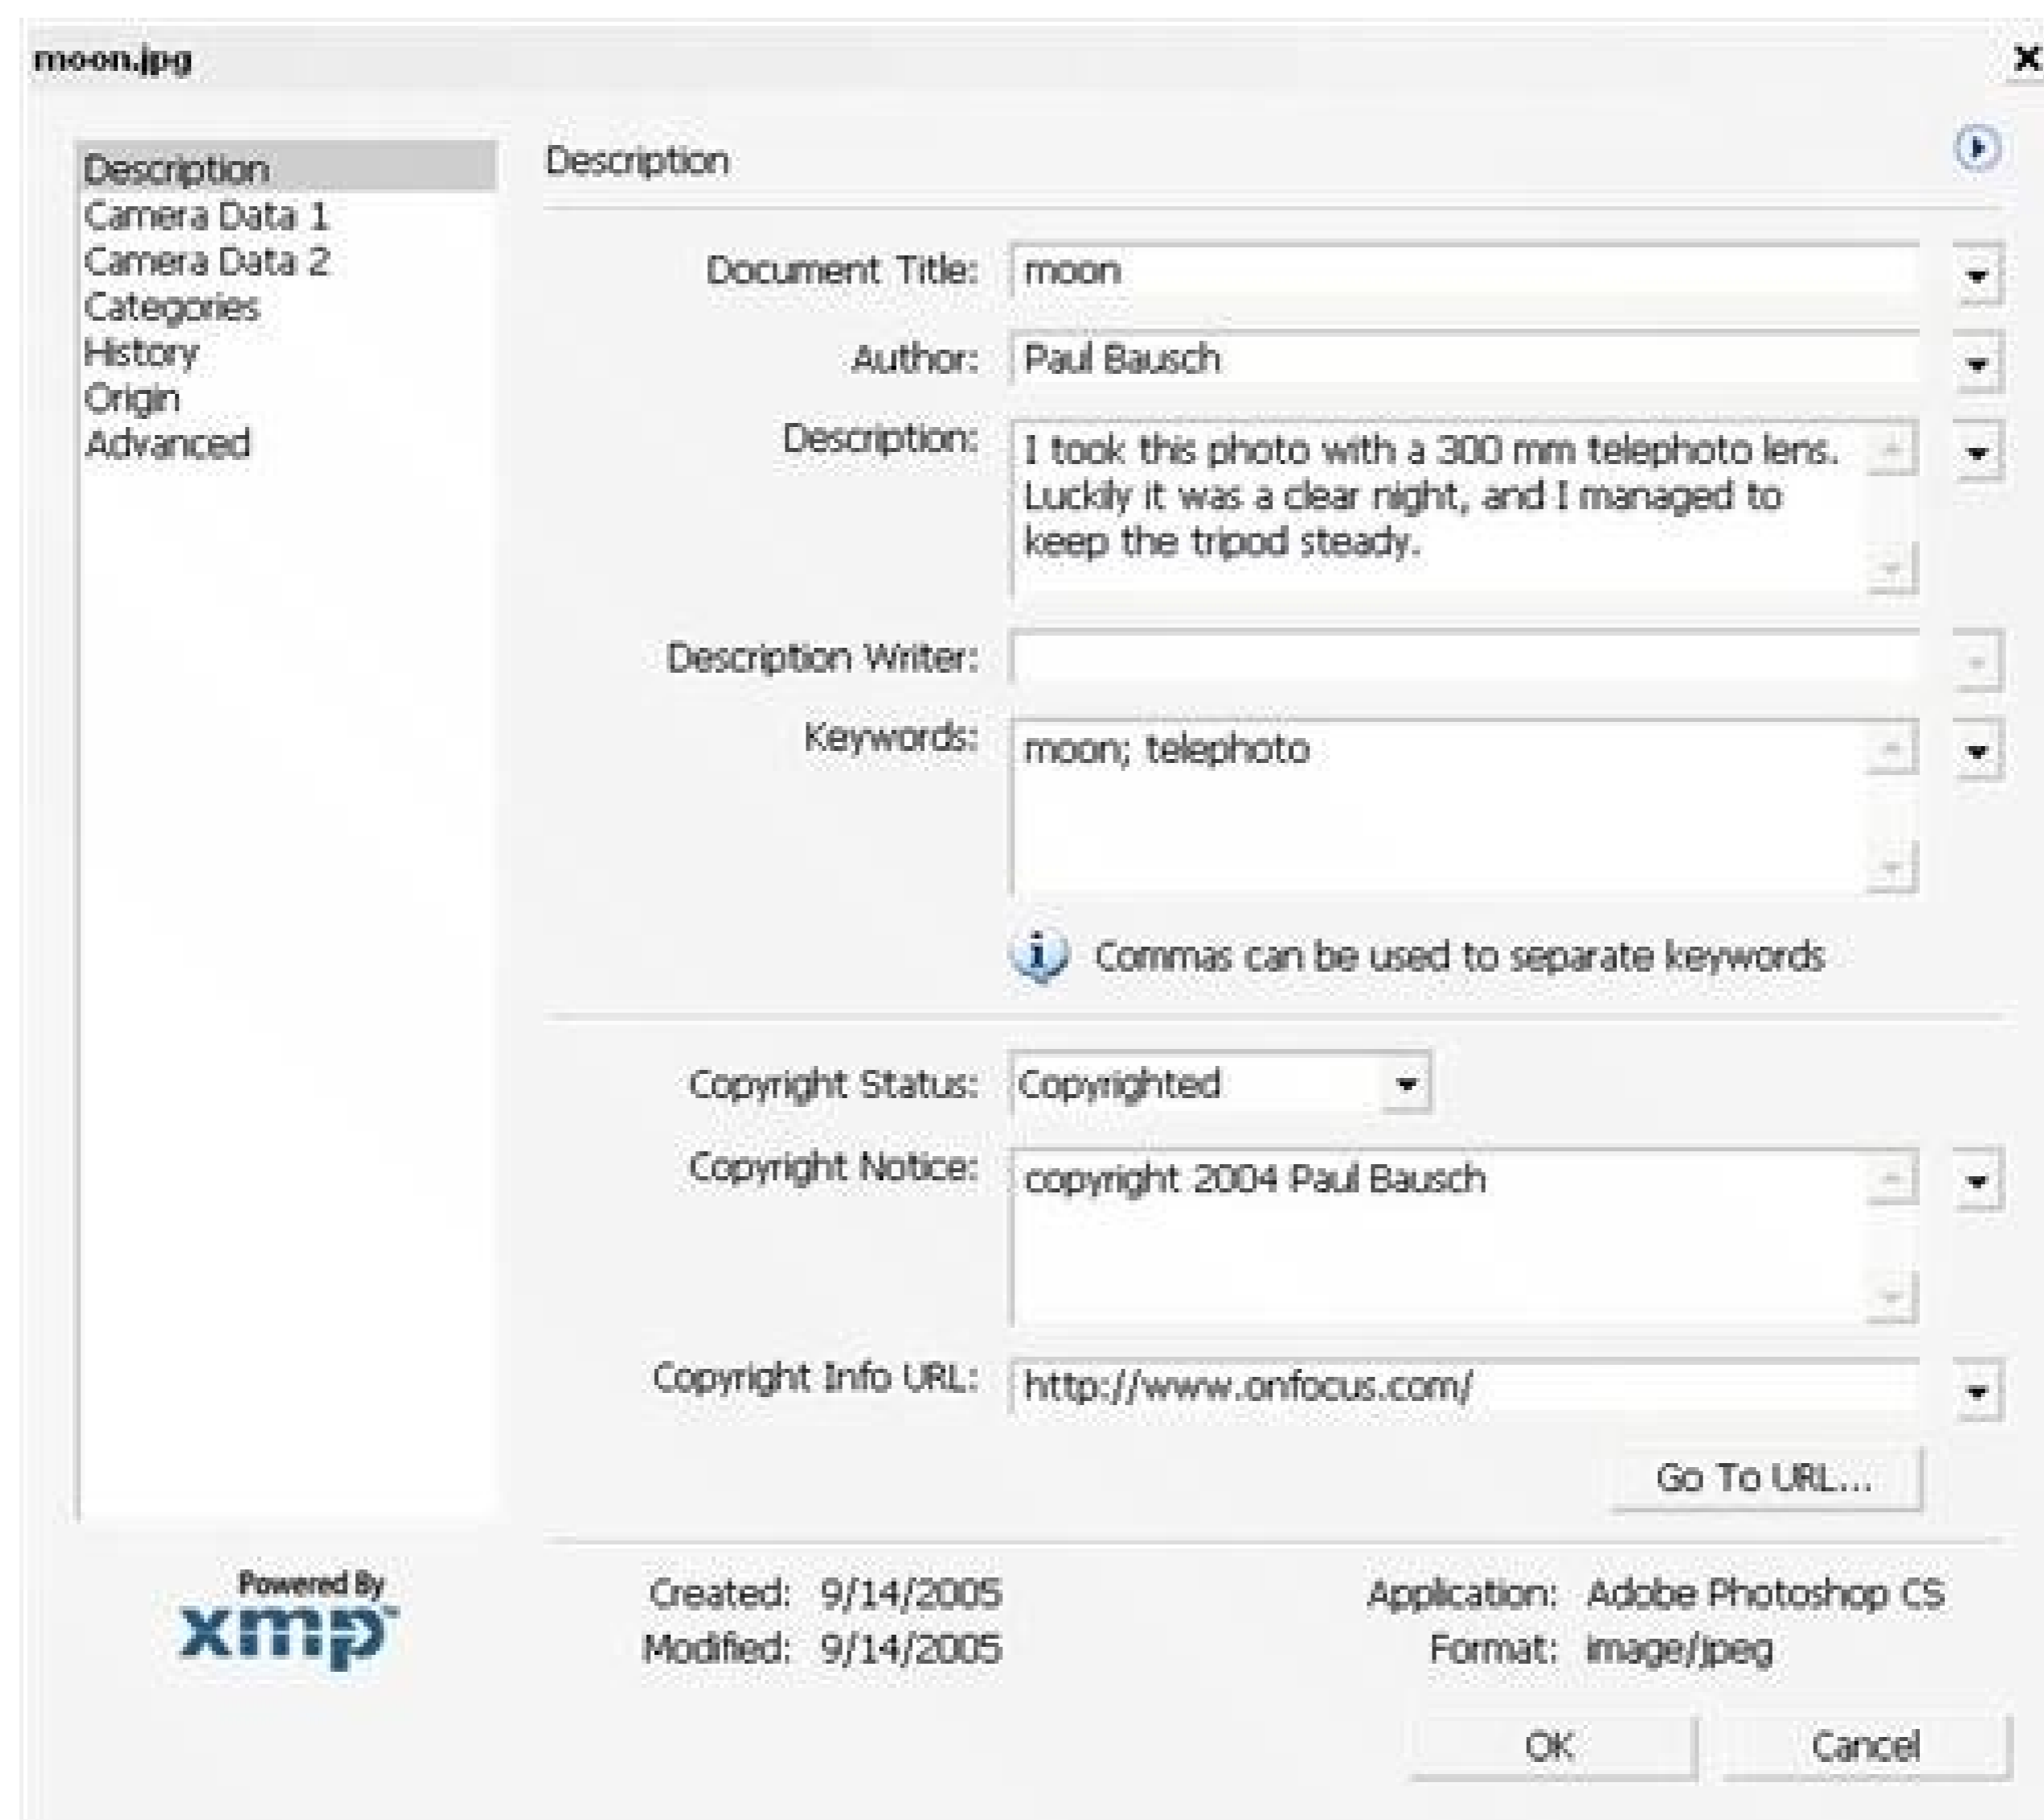 moon.jpg
Description
Camera Data 1
Camera Data 2
Categories
History
Origin
Advanced
Description
Document Title: moon
Author: Paul Bausch
Description: I took this photo with a 300 mm telephoto lens.
Luckily it was a clear night, and I managed to
keep the tripod steady.
Description Writer:
Keywords: moon; telephoto
Commas can be used to separate keywords
Copyright Status: Copyrighted
Copyright Notice: copyright 2004 Paul Bausch
Copyright Info URL: http://www.onfocus.com/
Go To URL...
Powered By
xmp™
Created: 9/14/2005
Modified: 9/14/2005
Application: Adobe Photoshop CS
Format: image/jpeg
OK
Cancel